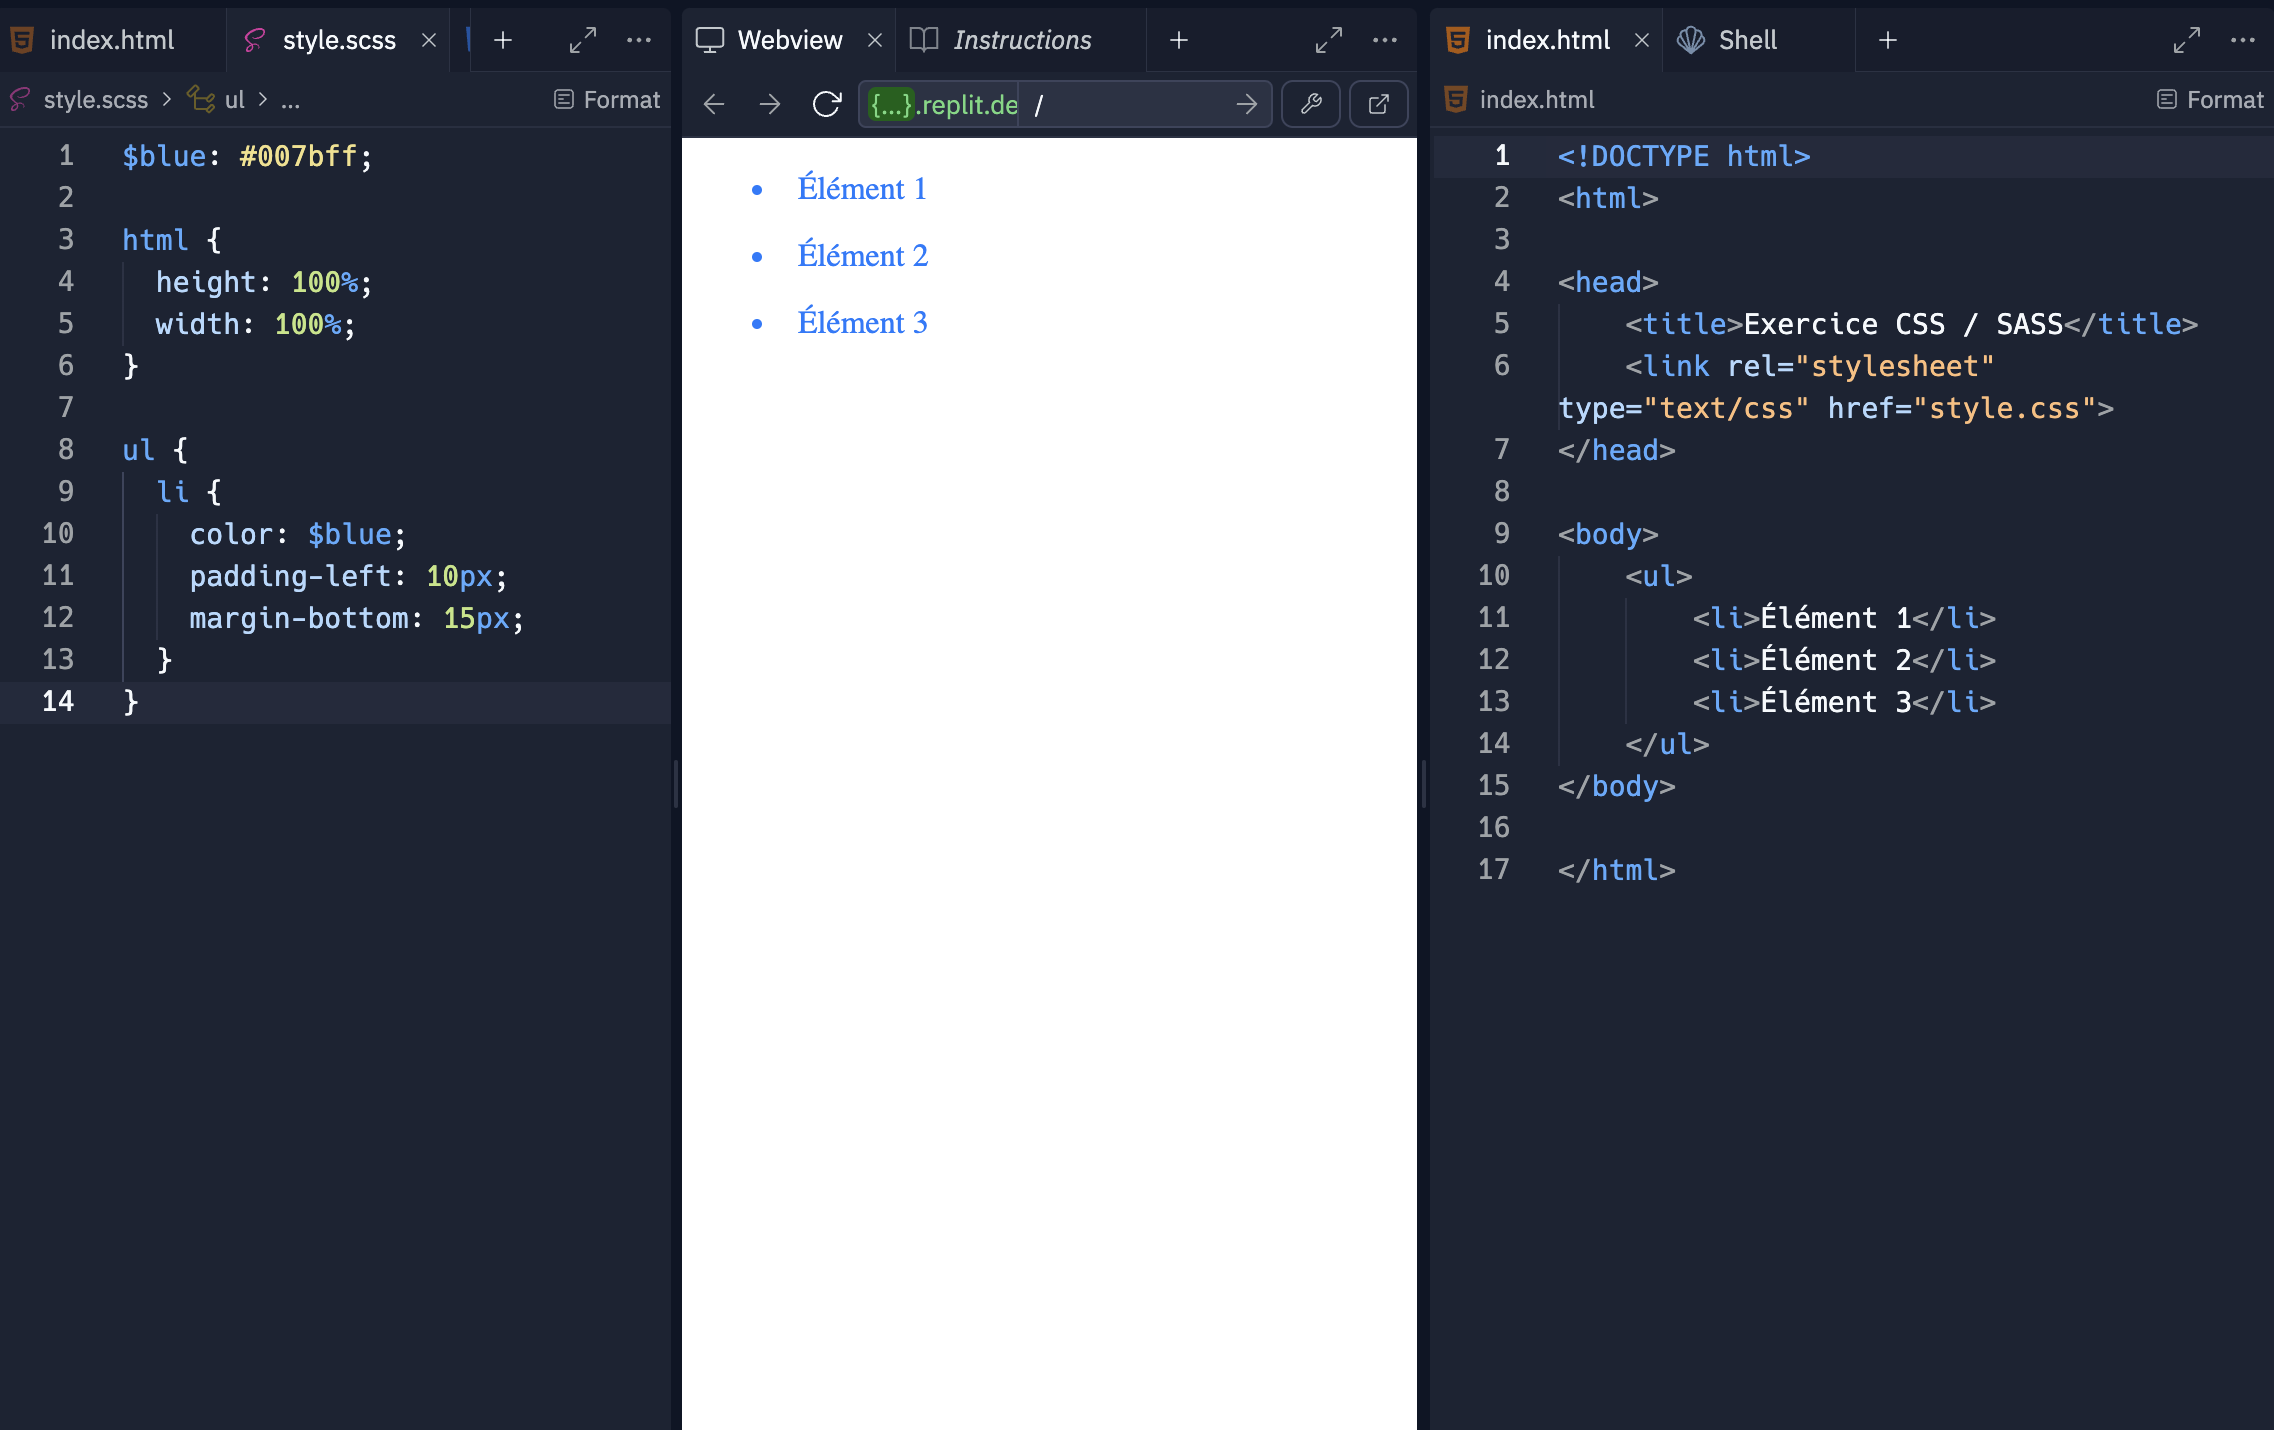 index.html
style.scss
style.scss > ul > ...
Format
1 $blue: #007bff;
2
3 html {
4 height: 100%;
5 width: 100%;
6 }
7
8 ul {
9 li {
10 color: $blue;
11 padding-left: 10px;
12 margin-bottom: 15px;
13 }
14 }
Webview
Instructions
{...}.replit.de /
• Élément 1
• Élément 2
• Élément 3
index.html
Shell
index.html
Format
1 <!DOCTYPE html>
2 <html>
3
4 <head>
5 <title>Exercice CSS / SASS</title>
6 <link rel="stylesheet"
type="text/css" href="style.css">
7 </head>
8
9 <body>
10 <ul>
11 <li>Élément 1</li>
12 <li>Élément 2</li>
13 <li>Élément 3</li>
14 </ul>
15 </body>
16
17 </html>